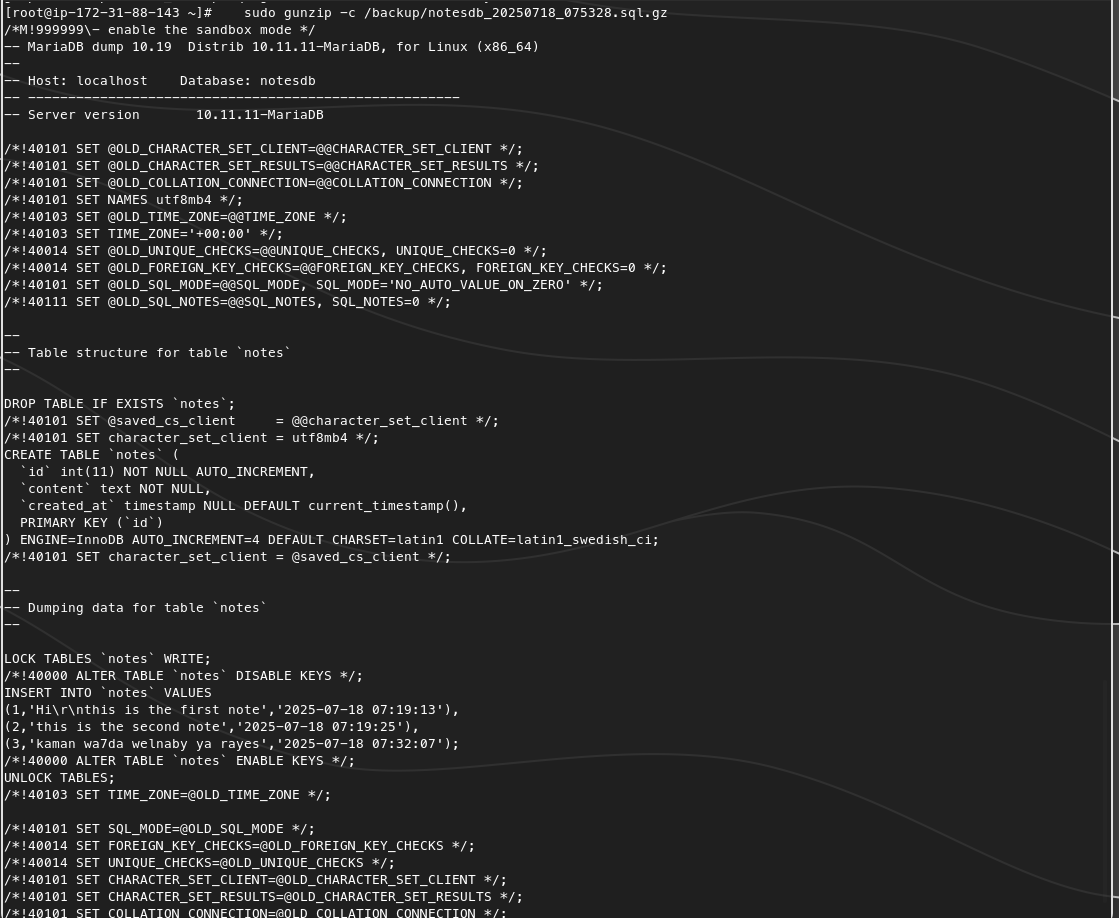 [root@ip-172-31-88-143 ~]#    sudo gunzip -c /backup/notesdb_20250718_075328.sql.gz
/*M!999999\- enable the sandbox mode */
-- MariaDB dump 10.19  Distrib 10.11.11-MariaDB, for Linux (x86_64)
--
-- Host: localhost    Database: notesdb
-- ------------------------------------------------------
-- Server version       10.11.11-MariaDB

/*!40101 SET @OLD_CHARACTER_SET_CLIENT=@@CHARACTER_SET_CLIENT */;
/*!40101 SET @OLD_CHARACTER_SET_RESULTS=@@CHARACTER_SET_RESULTS */;
/*!40101 SET @OLD_COLLATION_CONNECTION=@@COLLATION_CONNECTION */;
/*!40101 SET NAMES utf8mb4 */;
/*!40103 SET @OLD_TIME_ZONE=@@TIME_ZONE */;
/*!40103 SET TIME_ZONE='+00:00' */;
/*!40014 SET @OLD_UNIQUE_CHECKS=@@UNIQUE_CHECKS, UNIQUE_CHECKS=0 */;
/*!40014 SET @OLD_FOREIGN_KEY_CHECKS=@@FOREIGN_KEY_CHECKS, FOREIGN_KEY_CHECKS=0 */;
/*!40101 SET @OLD_SQL_MODE=@@SQL_MODE, SQL_MODE='NO_AUTO_VALUE_ON_ZERO' */;
/*!40111 SET @OLD_SQL_NOTES=@@SQL_NOTES, SQL_NOTES=0 */;

--
-- Table structure for table `notes`
--

DROP TABLE IF EXISTS `notes`;
/*!40101 SET @saved_cs_client     = @@character_set_client */;
/*!40101 SET character_set_client = utf8mb4 */;
CREATE TABLE `notes` (
  `id` int(11) NOT NULL AUTO_INCREMENT,
  `content` text NOT NULL,
  `created_at` timestamp NULL DEFAULT current_timestamp(),
  PRIMARY KEY (`id`)
) ENGINE=InnoDB AUTO_INCREMENT=4 DEFAULT CHARSET=latin1 COLLATE=latin1_swedish_ci;
/*!40101 SET character_set_client = @saved_cs_client */;

--
-- Dumping data for table `notes`
--

LOCK TABLES `notes` WRITE;
/*!40000 ALTER TABLE `notes` DISABLE KEYS */;
INSERT INTO `notes` VALUES
(1,'Hi\r\nthis is the first note','2025-07-18 07:19:13'),
(2,'this is the second note','2025-07-18 07:19:25'),
(3,'kaman wa7da welnaby ya rayes','2025-07-18 07:32:07');
/*!40000 ALTER TABLE `notes` ENABLE KEYS */;
UNLOCK TABLES;
/*!40103 SET TIME_ZONE=@OLD_TIME_ZONE */;

/*!40101 SET SQL_MODE=@OLD_SQL_MODE */;
/*!40014 SET FOREIGN_KEY_CHECKS=@OLD_FOREIGN_KEY_CHECKS */;
/*!40014 SET UNIQUE_CHECKS=@OLD_UNIQUE_CHECKS */;
/*!40101 SET CHARACTER_SET_CLIENT=@OLD_CHARACTER_SET_CLIENT */;
/*!40101 SET CHARACTER_SET_RESULTS=@OLD_CHARACTER_SET_RESULTS */;
/*!40101 SET COLLATION_CONNECTION=@OLD_COLLATION_CONNECTION */;